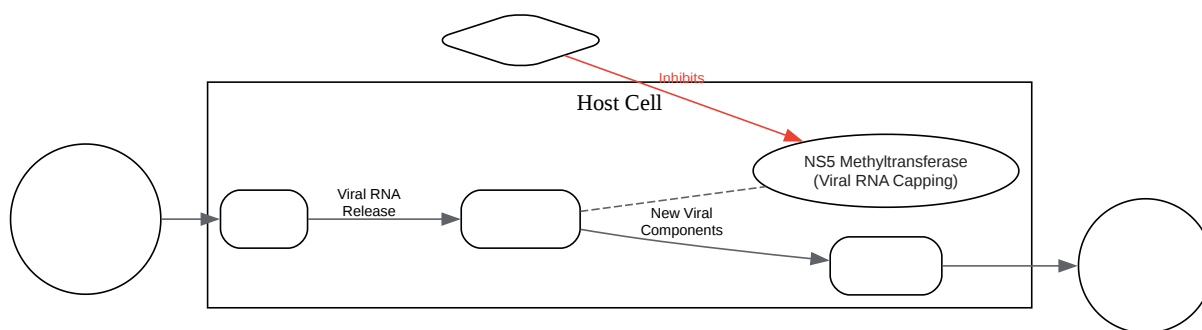 Inhibits
Host Cell
NS5 Methyltransferase
(Viral RNA Capping)
Viral RNA
Release
New Viral
Components